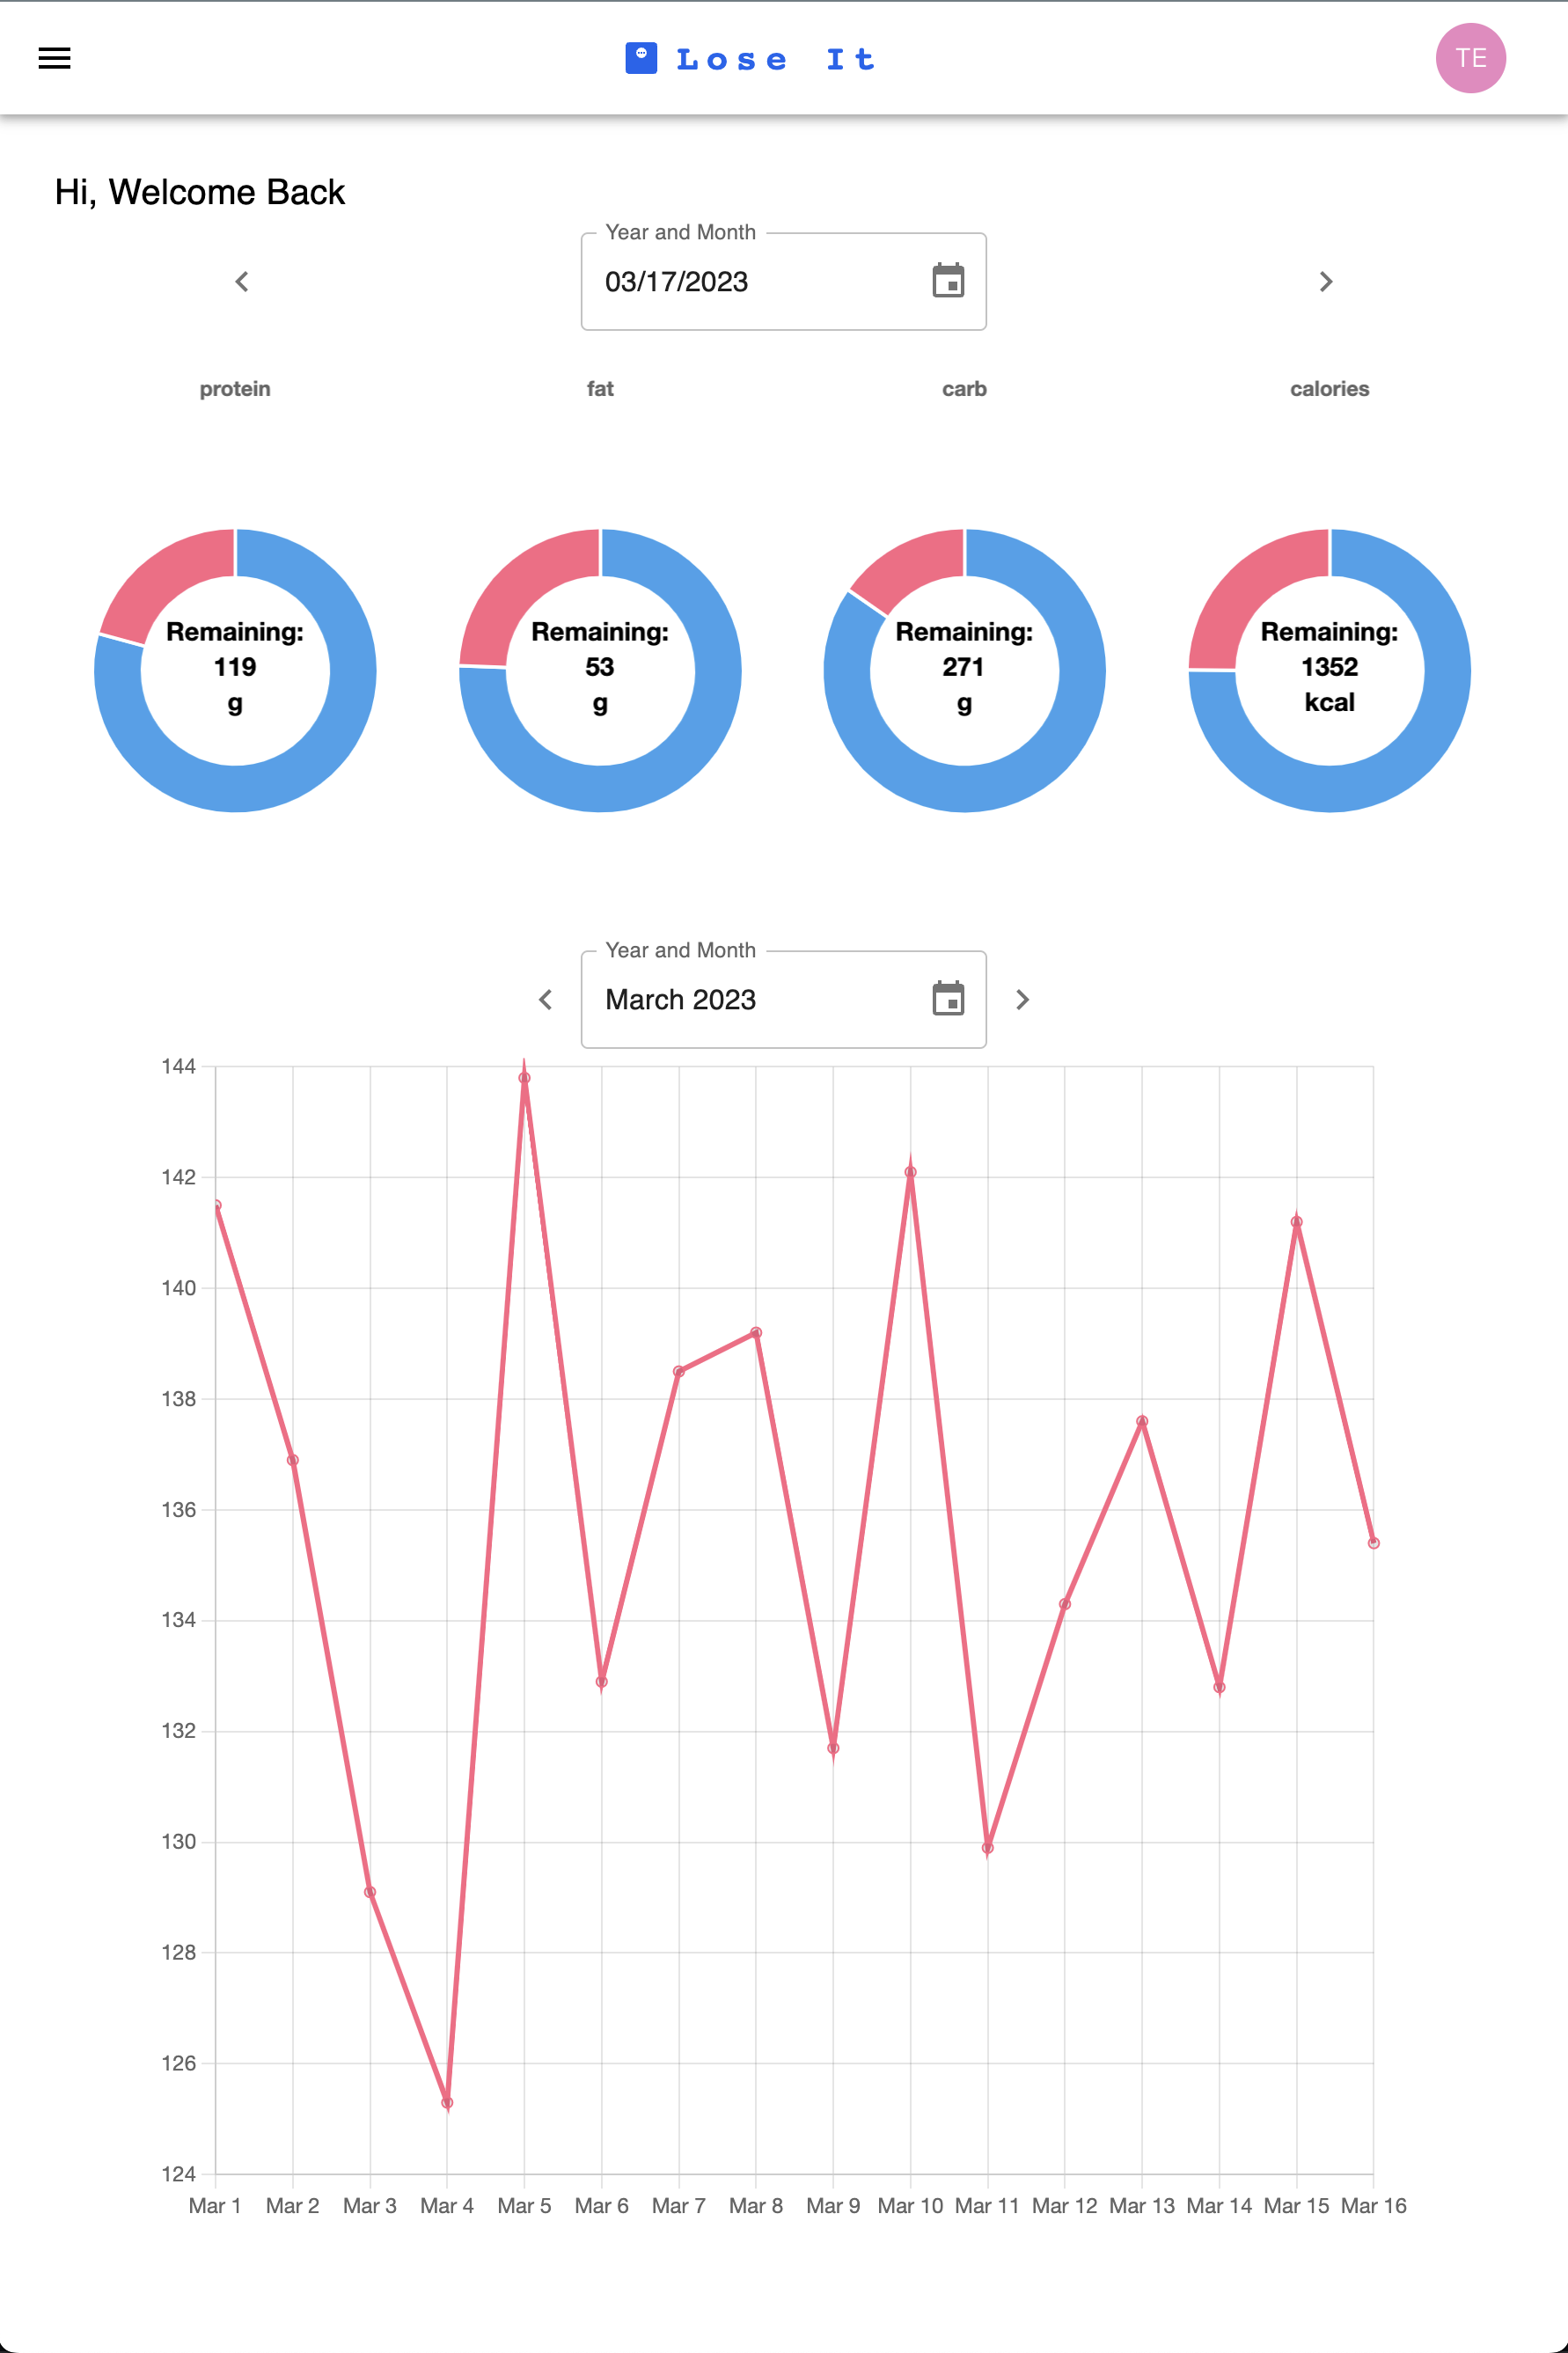 Lose It
TE
Hi, Welcome Back
Year and Month
03/17/2023
protein fat carb calories
Remaining: Remaining: Remaining: Remaining:
119 53 271 1352
g g g kcal
Year and Month
March 2023
144
142
140
138
136
134
132
130
128
126
124
Mar 1 Mar 2 Mar 3 Mar 4 Mar 5 Mar 6 Mar 7 Mar 8 Mar 9 Mar 10 Mar 11 Mar 12 Mar 13 Mar 14 Mar 15 Mar 16